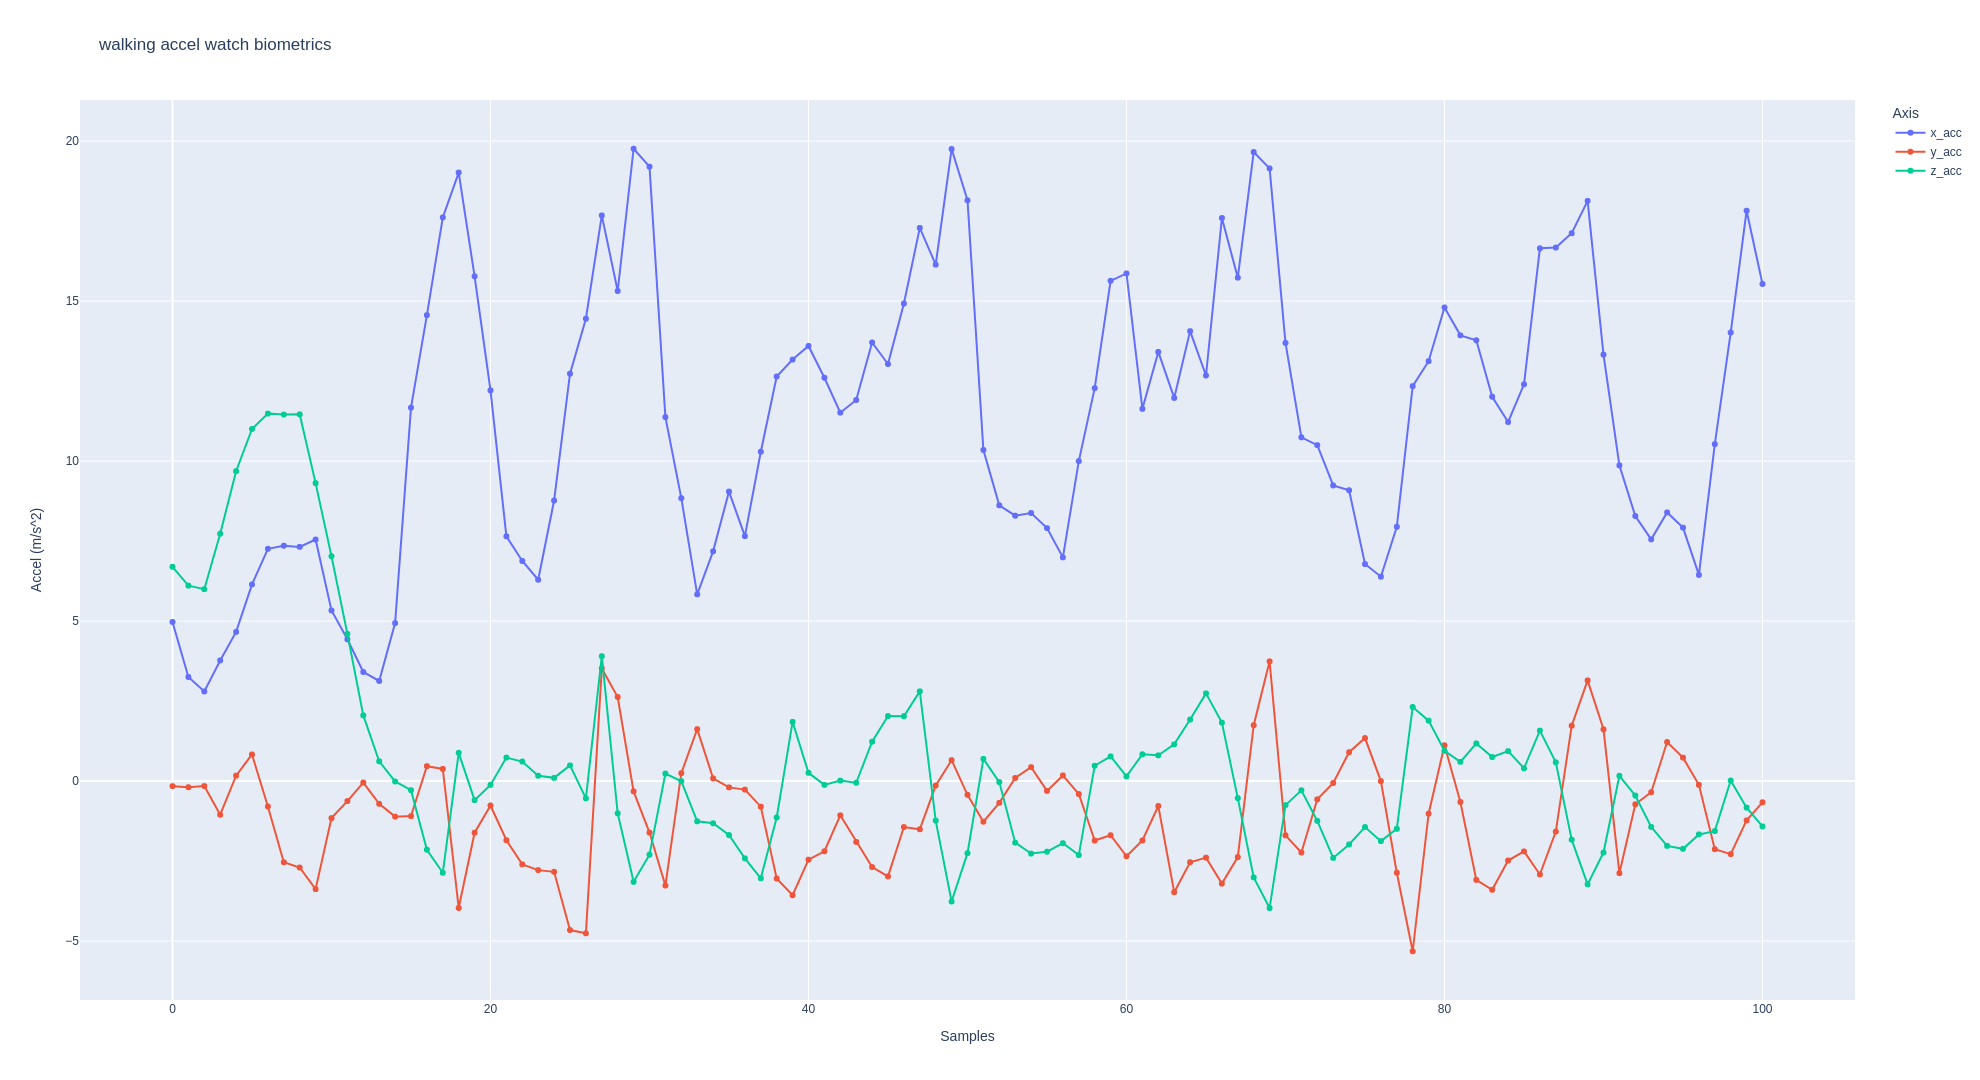 walking accel watch biometrics
Axis
x_acc
y_acc
z_acc
20
15
10
5
0
−5
Accel (m/s^2)
0 20 40 60 80 100
Samples